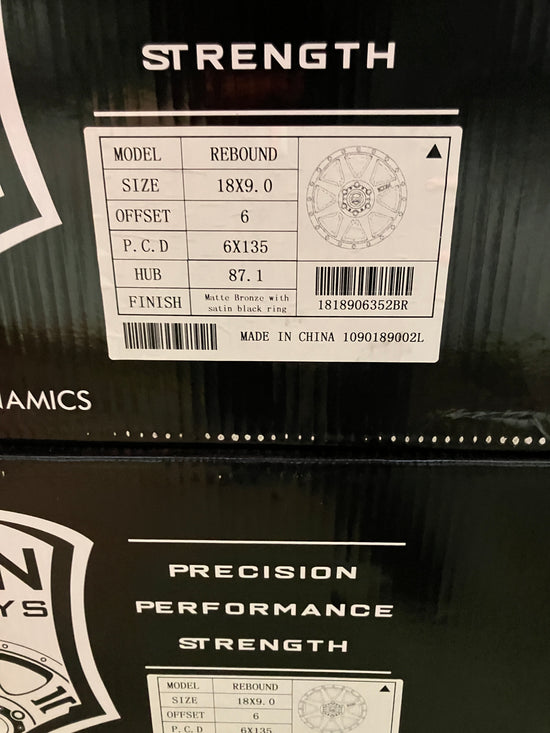 STRENGTH
MODEL REBOUND
SIZE 18X9.0
OFFSET 6
P.C.D 6X135
HUB 87.1
FINISH Matte Bronze with satin black ring
1818906352BR
MADE IN CHINA 1090189002L
AMICS
N
YS
PRECISION
PERFORMANCE
STRENGTH
MODEL REBOUND
SIZE 18X9.0
OFFSET 6
P.C.D 6X135